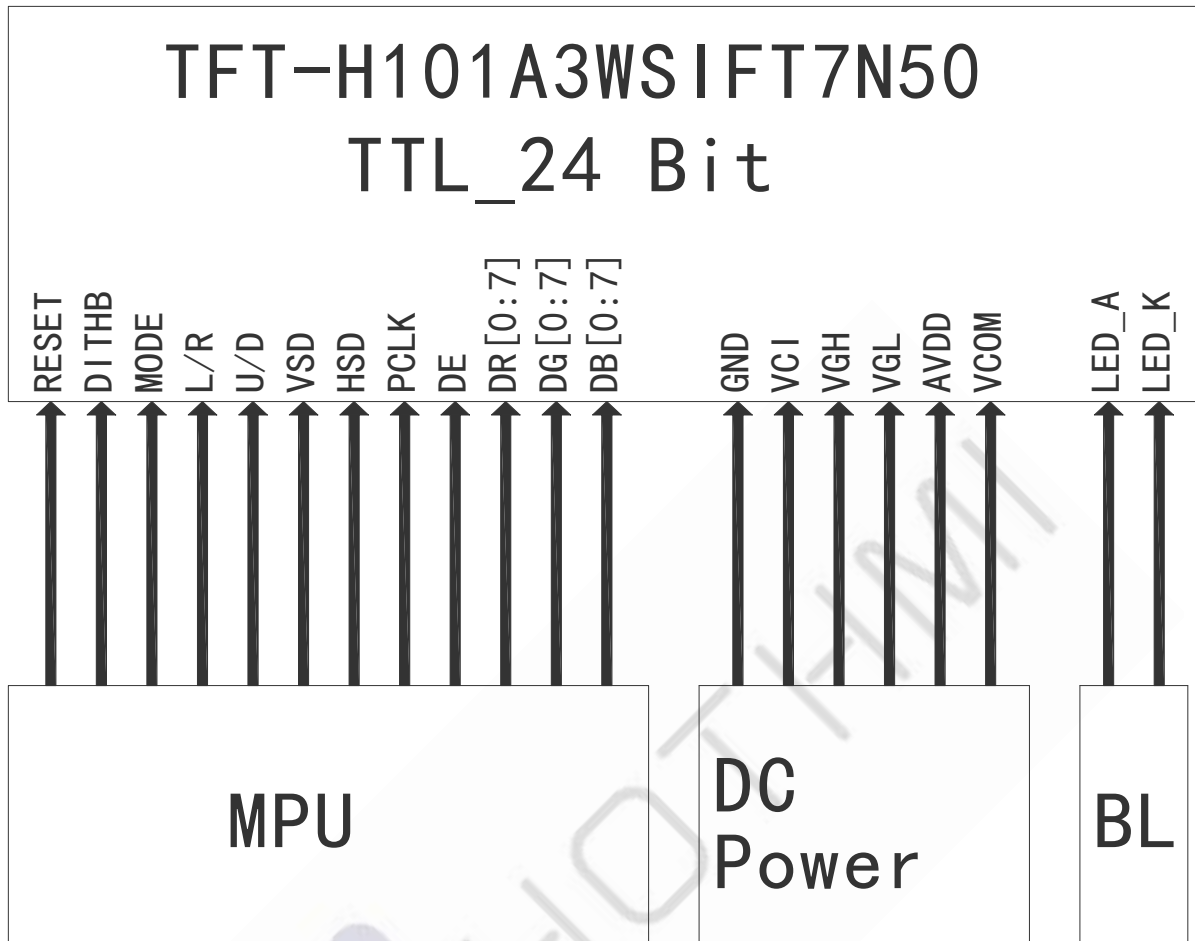 TFT-H101A3WSIFT7N50
TTL_24 Bit
RESET
DITHB
MODE
L/R
U/D
VSD
HSD
PCLK
DE
DR[0:7]
DG[0:7]
DB[0:7]
GND
VCI
VGH
VGL
AVDD
VCOM
LED_A
LED_K
MPU
DC
Power
BL
HOTHMI